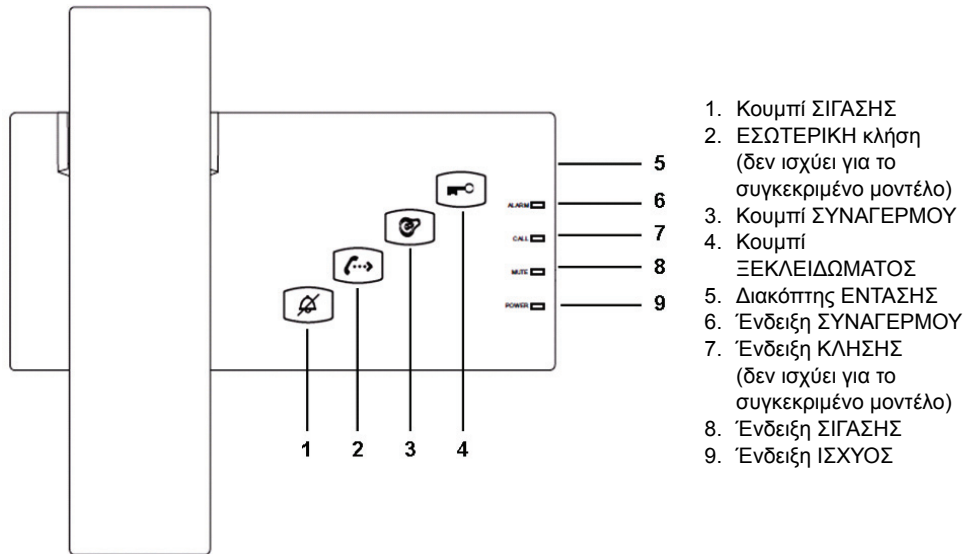 5
6
7
8
9
ALARM
CALL
MUTE
POWER
1 2 3 4
1. Κουμπί ΣΙΓΑΣΗΣ
2. ΕΣΩΤΕΡΙΚΗ κλήση
(δεν ισχύει για το
συγκεκριμένο μοντέλο)
3. Κουμπί ΣΥΝΑΓΕΡΜΟΥ
4. Κουμπί
ΞΕΚΛΕΙΔΩΜΑΤΟΣ
5. Διακόπτης ΕΝΤΑΣΗΣ
6. Ένδειξη ΣΥΝΑΓΕΡΜΟΥ
7. Ένδειξη ΚΛΗΣΗΣ
(δεν ισχύει για το
συγκεκριμένο μοντέλο)
8. Ένδειξη ΣΙΓΑΣΗΣ
9. Ένδειξη ΙΣΧΥΟΣ